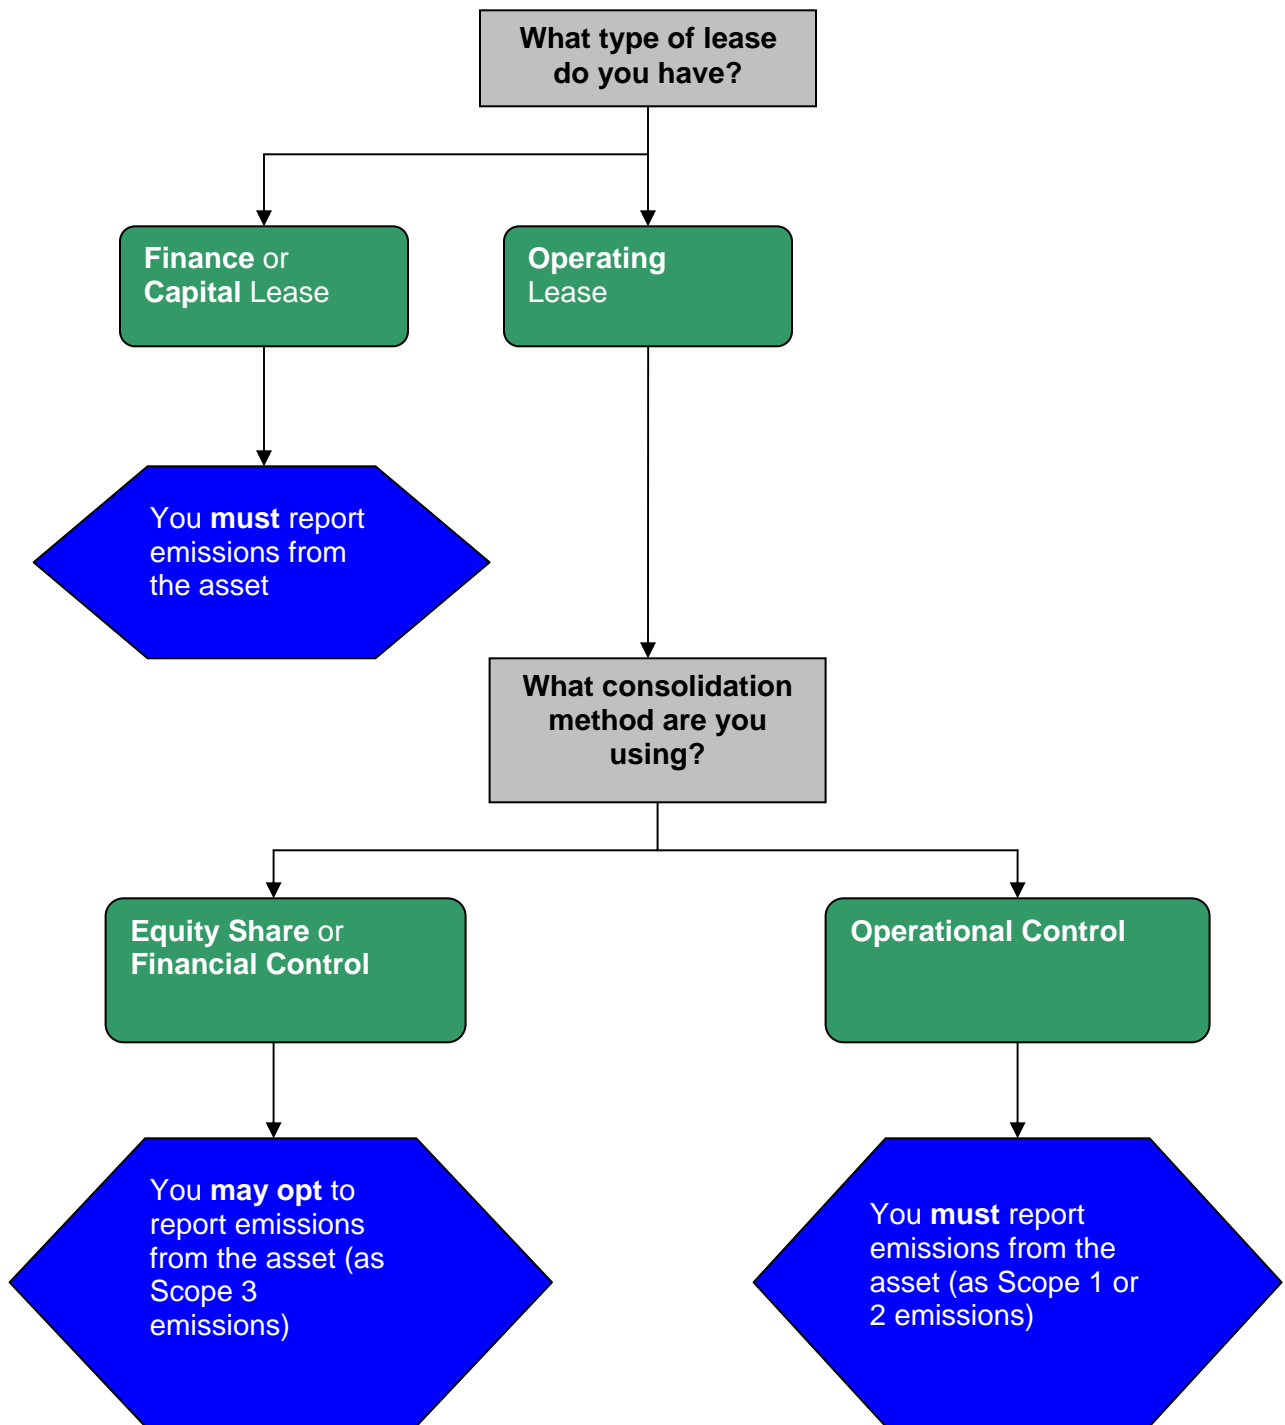 What type of lease
do you have?
Finance or
Capital Lease
Operating
Lease
You must report
emissions from
the asset
What consolidation
method are you
using?
Equity Share or
Financial Control
Operational Control
You may opt to
report emissions
from the asset (as
Scope 3
emissions)
You must report
emissions from the
asset (as Scope 1 or
2 emissions)